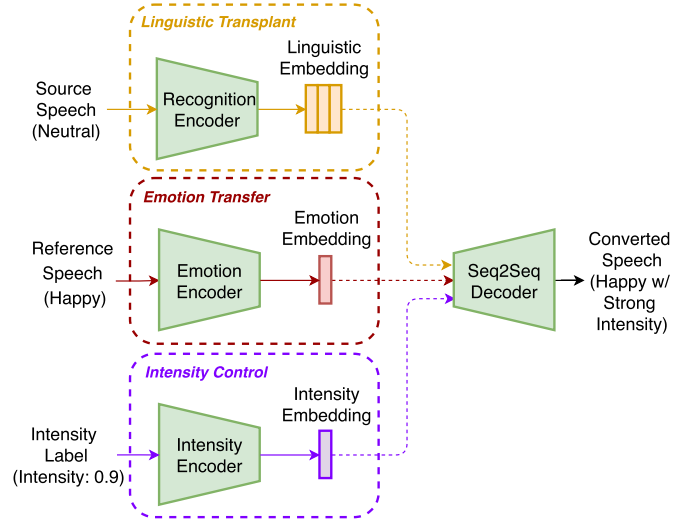 Linguistic Transplant
Source
Speech
(Neutral)
Recognition
Encoder
Linguistic
Embedding
Emotion Transfer
Reference
Speech
(Happy)
Emotion
Encoder
Emotion
Embedding
Seq2Seq
Decoder
Converted
Speech
(Happy w/
Strong
Intensity)
Intensity Control
Intensity
Label
(Intensity: 0.9)
Intensity
Encoder
Intensity
Embedding